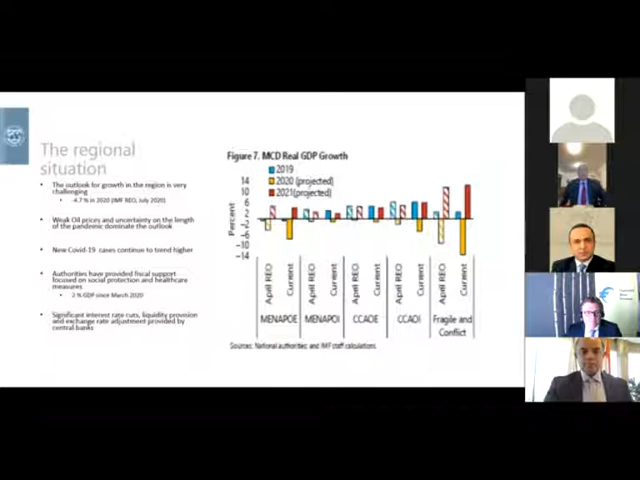 The regional
situation
• The outlook for growth in the region is very
challenging
• -4.7 % in 2020 (IMF REO, July 2020)
• Weak Oil prices and uncertainty on the length
of the pandemic dominate the outlook
• New Covid-19 cases continue to trend higher
• Authorities have provided fiscal support
focused on social protection and healthcare
measures
• 2 % GDP since March 2020
• Significant interest rate cuts, liquidity provision
and exchange rate adjustment provided by
central banks
Figure 7. MCD Real GDP Growth
2019
2020 (projected)
2021(projected)
Percent
14
10
6
2
-2
-6
-10
-14
April REO
Current
April REO
Current
April REO
Current
April REO
Current
April REO
Current
MENAPOE
MENAPOI
CCAOE
CCAOI
Fragile and
Conflict
Sources: National authorities and IMF staff calculations.